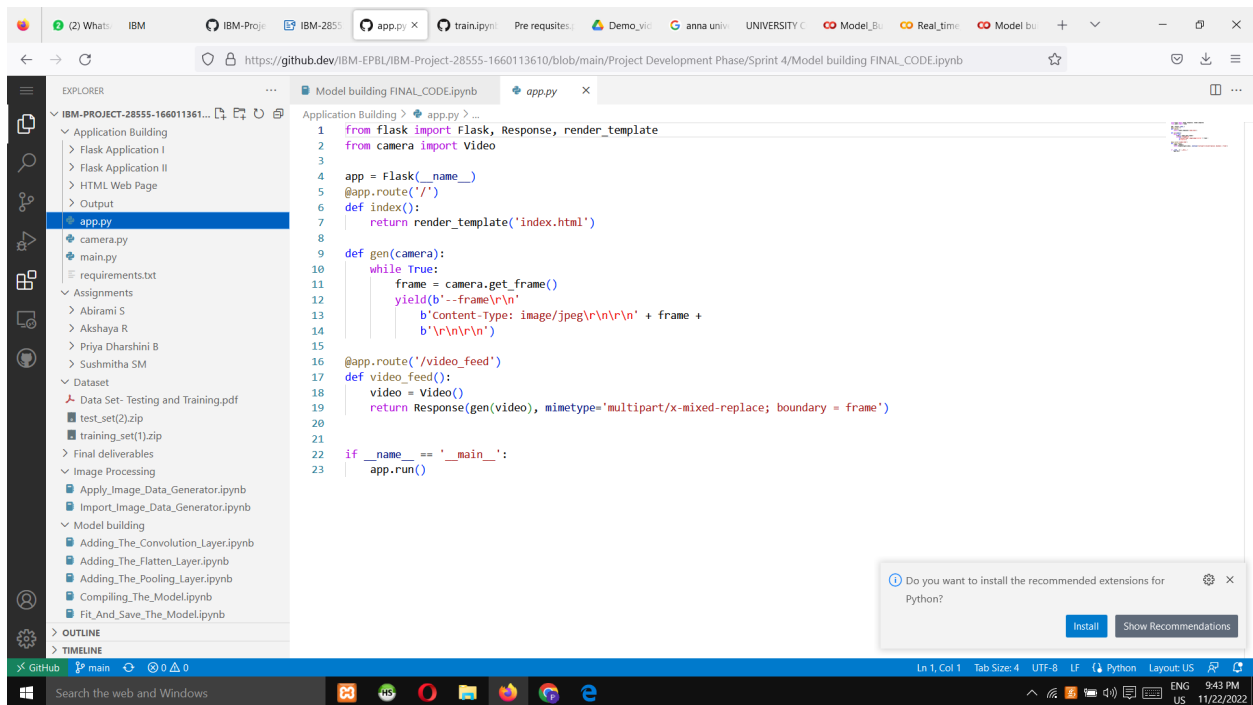 (2) Whats
IBM
IBM-Proje
IBM-2855
app.py
train.ipynb
Pre requsites.
Demo_vid
anna univ
UNIVERSITY C
Model_Bu
Real_time
Model bu
https://github.dev/IBM-EPBL/IBM-Project-28555-1660113610/blob/main/Project Development Phase/Sprint 4/Model building FINAL_CODE.ipynb
EXPLORER
Model building FINAL_CODE.ipynb
app.py
IBM-PROJECT-28555-166011361...
Application Building
Flask Application I
Flask Application II
HTML Web Page
Output
app.py
camera.py
main.py
requirements.txt
Assignments
Abirami S
Akshaya R
Priya Dharshini B
Sushmitha SM
Dataset
Data Set- Testing and Training.pdf
test_set(2).zip
training_set(1).zip
Final deliverables
Image Processing
Apply_Image_Data_Generator.ipynb
Import_Image_Data_Generator.ipynb
Model building
Adding_The_Convolution_Layer.ipynb
Adding_The_Flatten_Layer.ipynb
Adding_The_Pooling_Layer.ipynb
Compiling_The_Model.ipynb
Fit_And_Save_The_Model.ipynb
OUTLINE
TIMELINE
Application Building > app.py > ...
1 from flask import Flask, Response, render_template
2 from camera import Video
3
4 app = Flask(__name__)
5 @app.route('/')
6 def index():
7 return render_template('index.html')
8
9 def gen(camera):
10 while True:
11 frame = camera.get_frame()
12 yield(b'--frame\r\n'
13 b'Content-Type: image/jpeg\r\n\r\n' + frame +
14 b'\r\n\r\n')
15
16 @app.route('/video_feed')
17 def video_feed():
18 video = Video()
19 return Response(gen(video), mimetype='multipart/x-mixed-replace; boundary = frame')
20
21
22 if __name__ == '__main__':
23 app.run()
Do you want to install the recommended extensions for
Python?
Install
Show Recommendations
GitHub
main
0
0
Ln 1, Col 1
Tab Size: 4
UTF-8
LF
Python
Layout: US
Search the web and Windows
HS
ENG
US
9:43 PM
11/22/2022